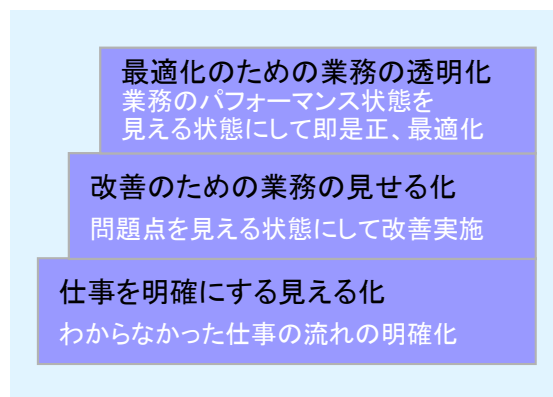 最適化のための業務の透明化
業務のパフォーマンス状態を
見える状態にして即是正、最適化
改善のための業務の見せる化
問題点を見える状態にして改善実施
仕事を明確にする見える化
わからなかった仕事の流れの明確化